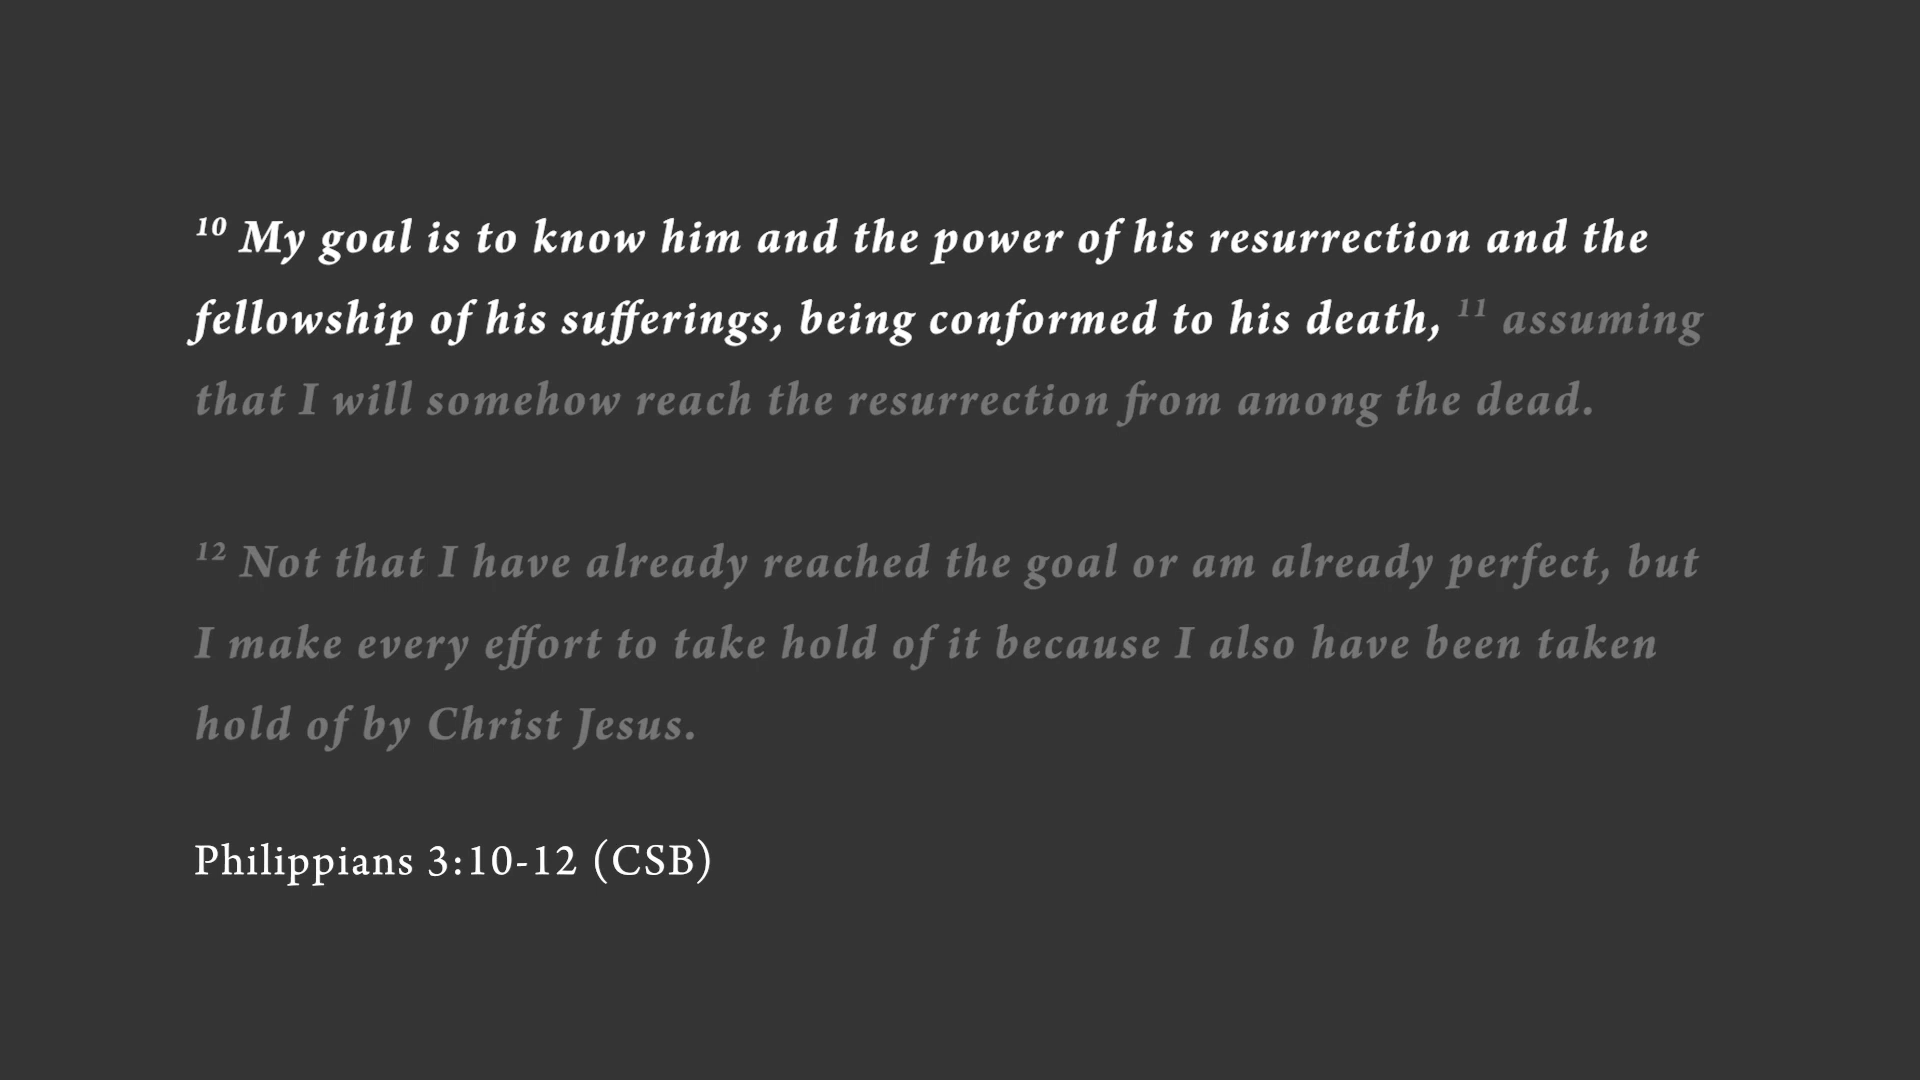 ¹⁰ My goal is to know him and the power of his resurrection and the
fellowship of his sufferings, being conformed to his death, ¹¹ assuming
that I will somehow reach the resurrection from among the dead.
¹² Not that I have already reached the goal or am already perfect, but
I make every effort to take hold of it because I also have been taken
hold of by Christ Jesus.
Philippians 3:10-12 (CSB)